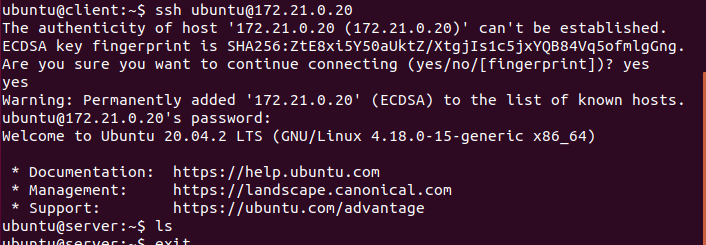 ubuntu@client:~$ ssh ubuntu@172.21.0.20
The authenticity of host '172.21.0.20 (172.21.0.20)' can't be established.
ECDSA key fingerprint is SHA256:ZtE8xi5Y50aUktZ/XtgjIs1c5jxYQB84Vq5ofmlgGng.
Are you sure you want to continue connecting (yes/no/[fingerprint])? yes
yes
Warning: Permanently added '172.21.0.20' (ECDSA) to the list of known hosts.
ubuntu@172.21.0.20's password:
Welcome to Ubuntu 20.04.2 LTS (GNU/Linux 4.18.0-15-generic x86_64)
* Documentation:  https://help.ubuntu.com
* Management:     https://landscape.canonical.com
* Support:        https://ubuntu.com/advantage
ubuntu@server:~$ ls
ubuntu@server:~$ exit